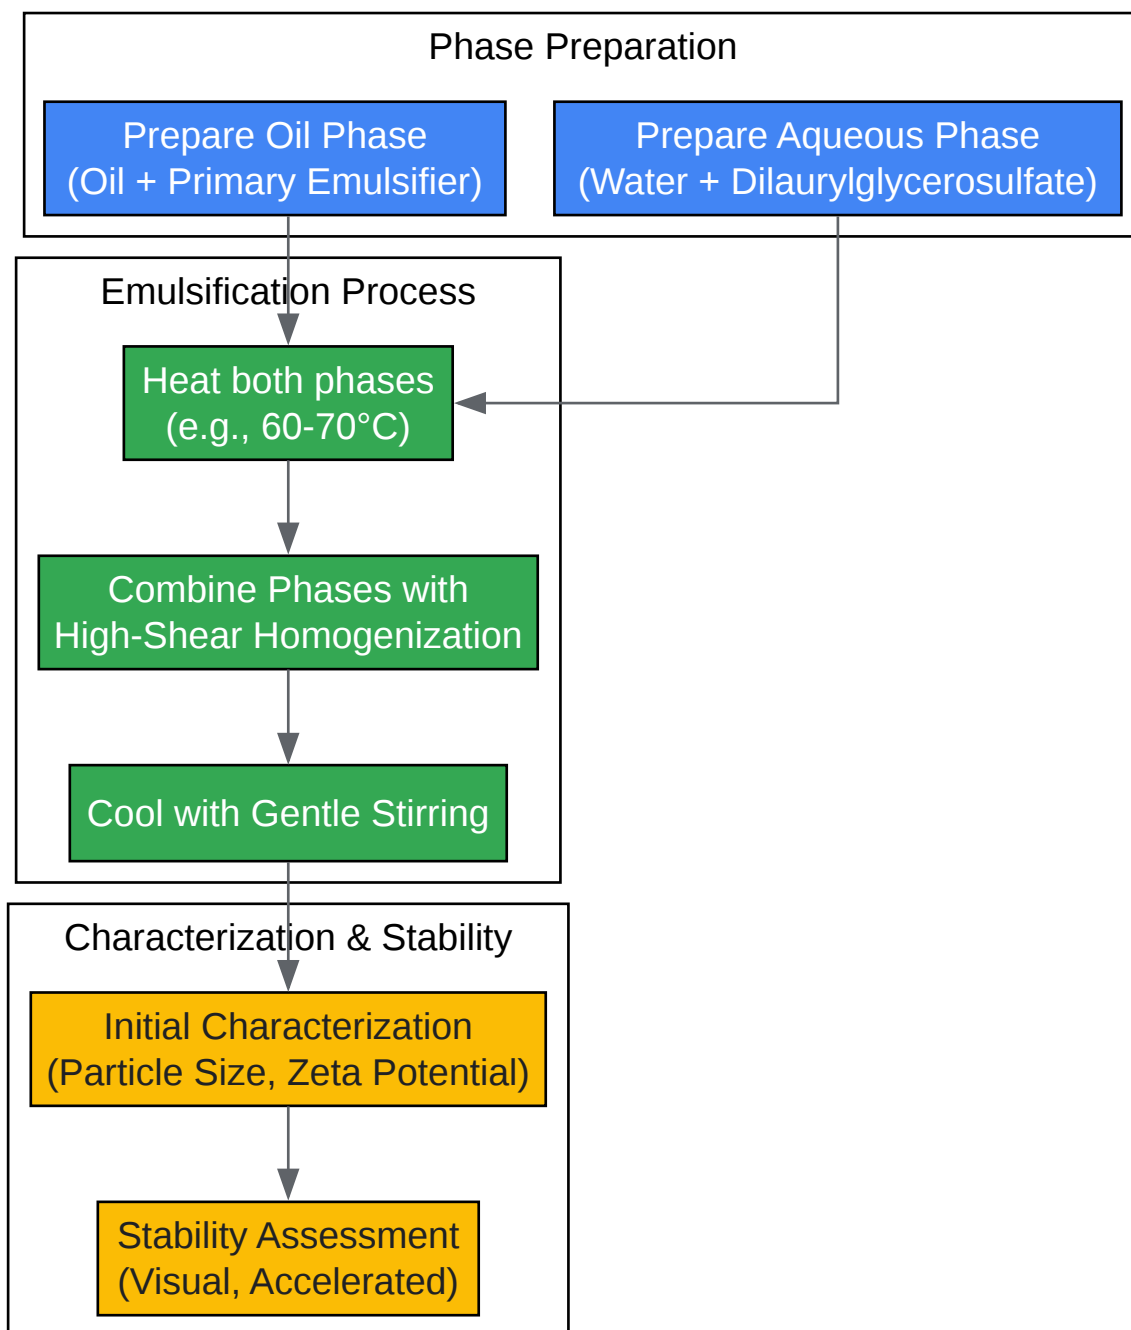 Phase Preparation
Prepare Oil Phase
(Oil + Primary Emulsifier)
Prepare Aqueous Phase
(Water + Dilaurylglycerosulfate)
Emulsification Process
Heat both phases
(e.g., 60-70°C)
Combine Phases with
High-Shear Homogenization
Cool with Gentle Stirring
Characterization & Stability
Initial Characterization
(Particle Size, Zeta Potential)
Stability Assessment
(Visual, Accelerated)